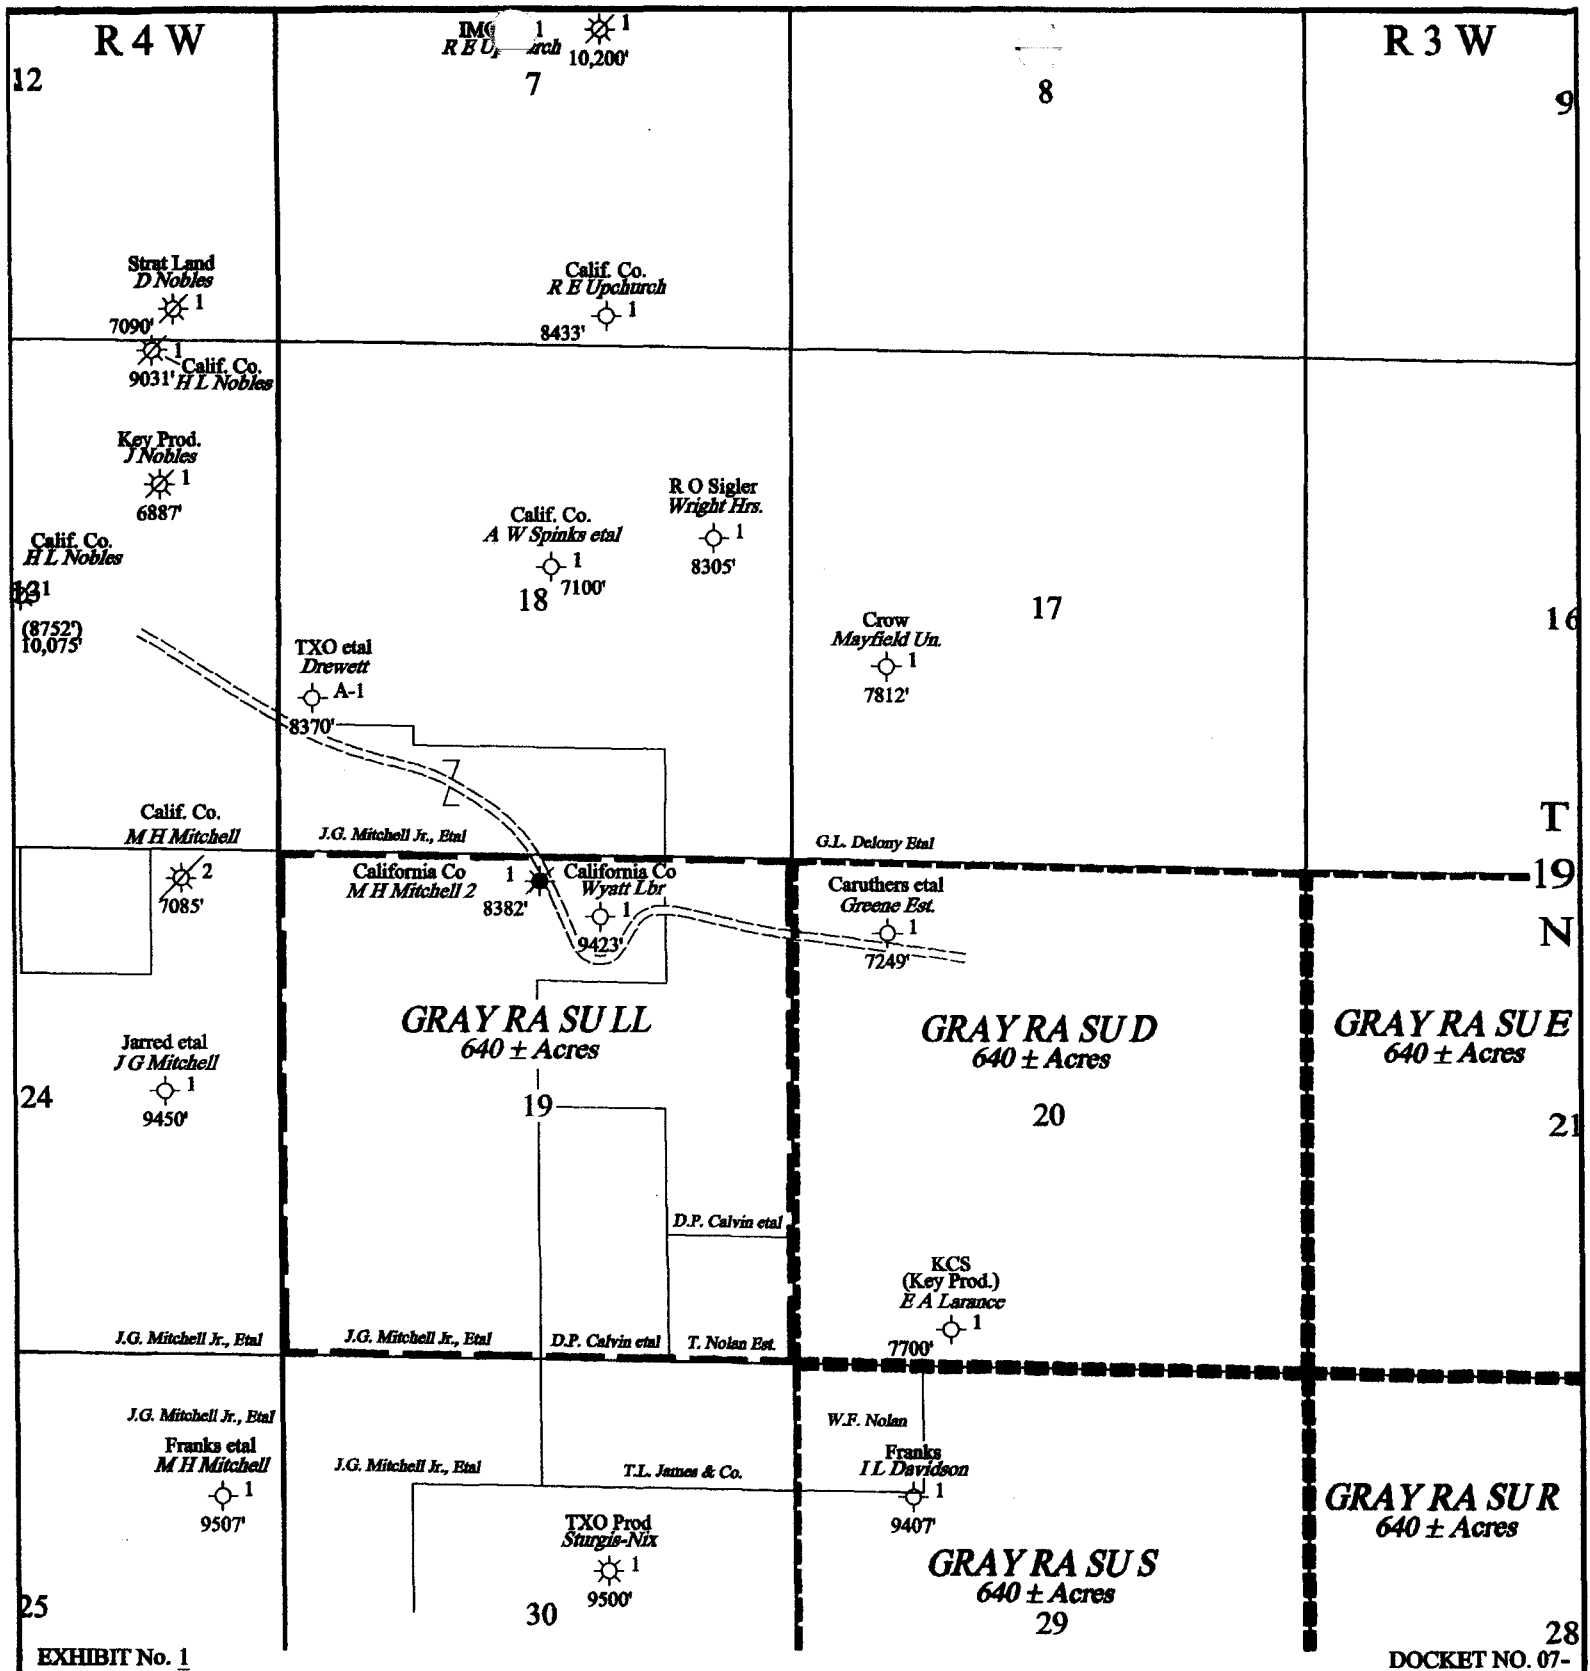 R 4 W
R 3 W
1
R E
1
10,200'
12
7
8
9
Strat Land
D Nobles
1
7090'
Calif. Co.
R E Upchurch
1
8433'
1
9031'
Calif. Co.
H L Nobles
Key Prod.
J Nobles
1
6887'
R O Sigler
Wright Hrs.
1
8305'
Calif. Co.
A W Spinks etal
1
7100'
Calif. Co.
H L Nobles
1
(8752')
10,075'
18
17
16
Crow
Mayfield Un.
1
7812'
TXO etal
Drewett
A-1
8370'
Z
Calif. Co.
M H Mitchell
2
7085'
J.G. Mitchell Jr., Etal
G.L. Delony Etal
T
19
N
California Co
M H Mitchell 2
1
8382'
California Co
Wyatt Lbr
1
9423'
Caruthers etal
Greene Est.
1
7249'
GRAY RA SU LL
640 ± Acres
GRAY RA SU D
640 ± Acres
GRAY RA SU E
640 ± Acres
Jarred etal
J G Mitchell
1
9450'
24
19
20
21
D.P. Calvin etal
KCS
(Key Prod.)
E A Larance
1
7700'
J.G. Mitchell Jr., Etal
J.G. Mitchell Jr., Etal
D.P. Calvin etal
T. Nolan Est.
J.G. Mitchell Jr., Etal
Franks etal
M H Mitchell
1
9507'
J.G. Mitchell Jr., Etal
T.L. James & Co.
W.F. Nolan
Franks
I L Davidson
1
9407'
TXO Prod
Sturgis-Nix
1
9500'
GRAY RA SU R
640 ± Acres
GRAY RA SU S
640 ± Acres
25
30
29
28
EXHIBIT No. 1
DOCKET NO. 07-